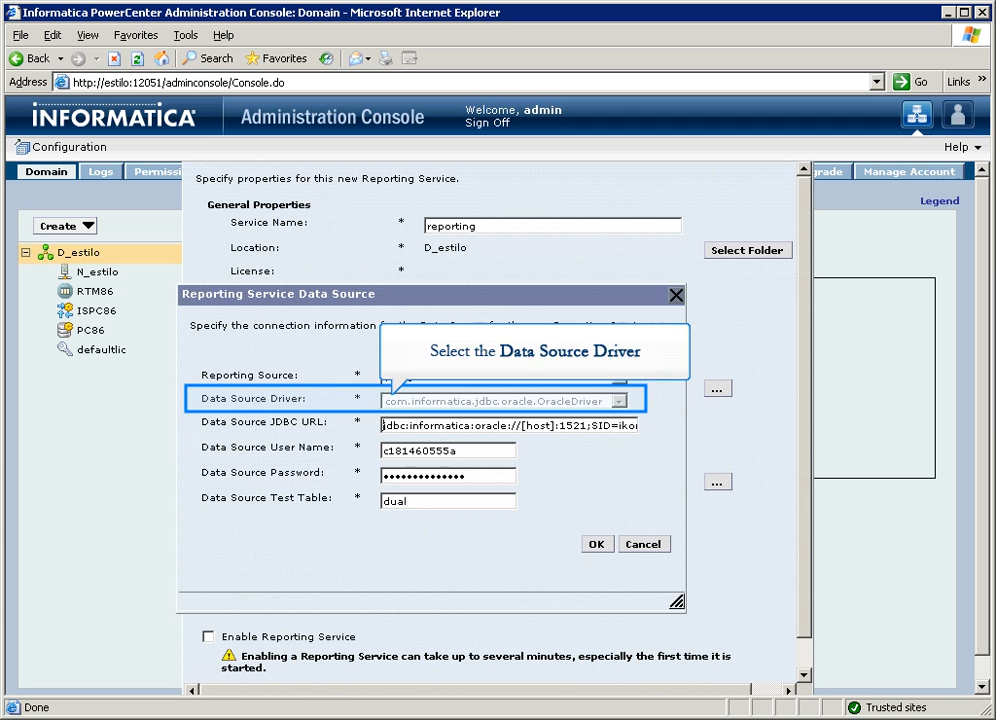 Informatica PowerCenter Administration Console: Domain - Microsoft Internet Explorer
File Edit View Favorites Tools Help
Back Search Favorites
Address http://estilo:12051/adminconsole/Console.do Go Links »
INFORMATICA Administration Console Welcome, admin
Sign Off
Configuration Help
Domain Logs Permissi grade Manage Account
Specify properties for this new Reporting Service.
Legend
General Properties
Create Service Name: * reporting
Location: * D_estilo Select Folder
License: *
D_estilo
N_estilo
RTM86
ISPC86
PC86
defaultlic
Reporting Service Data Source
Specify the connection information
Select the Data Source Driver
Reporting Source: *
...
Data Source Driver: * com.informatica.jdbc.oracle.OracleDriver
Data Source JDBC URL: * jdbc:informatica:oracle://[host]:1521;SID=iko
Data Source User Name: * c181460555a
Data Source Password: * ••••••••••••••
...
Data Source Test Table: * dual
OK Cancel
Enable Reporting Service
Enabling a Reporting Service can take up to several minutes, especially the first time it is
started.
Done Trusted sites